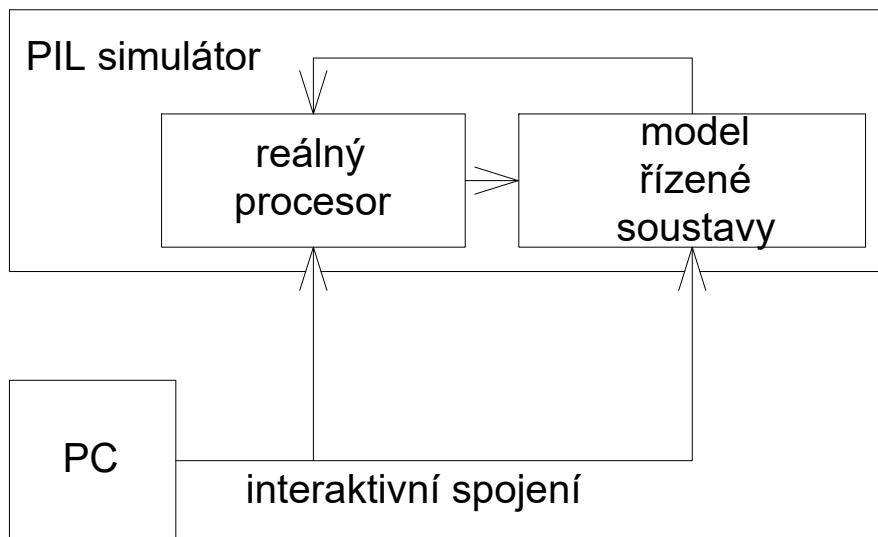 PIL simulátor
reálný
procesor
model
řízené
soustavy
PC
interaktivní spojení